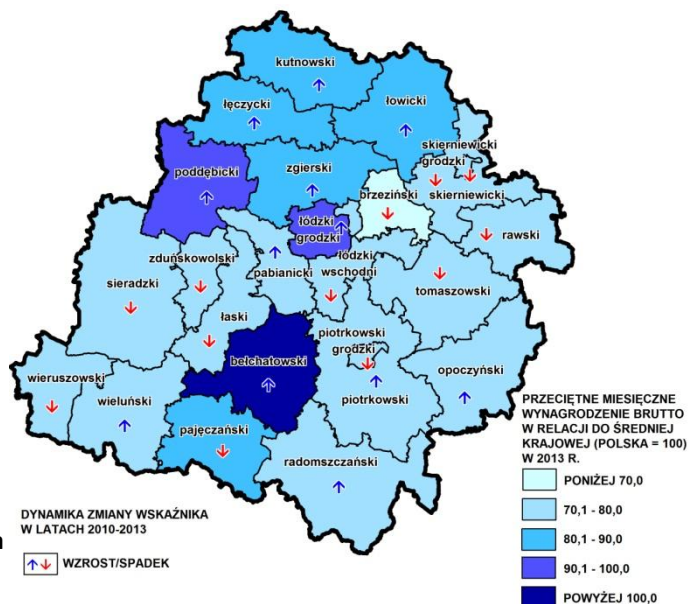 kutnowski
łęczycki
łowicki
skierniewicki
grodzki
poddębicki
zgierski
brzeziński
skierniewicki
łódzki
grodzki
rawski
łódzki
zduńskowolski
pabianicki
wschodni
sieradzki
tomaszowski
łaski
piotrkowski
grodzki
bełchatowski
opoczyński
wieruszowski
wieluński
piotrkowski
pajęczański
radomszczański
PRZECIĘTNE MIESIĘCZNE
WYNAGRODZENIE BRUTTO
W RELACJI DO ŚREDNIEJ
KRAJOWEJ (POLSKA = 100)
W 2013 R.
PONIŻEJ 70,0
70,1 - 80,0
80,1 - 90,0
90,1 - 100,0
POWYŻEJ 100,0
DYNAMIKA ZMIANY WSKAŹNIKA
W LATACH 2010-2013
WZROST/SPADEK